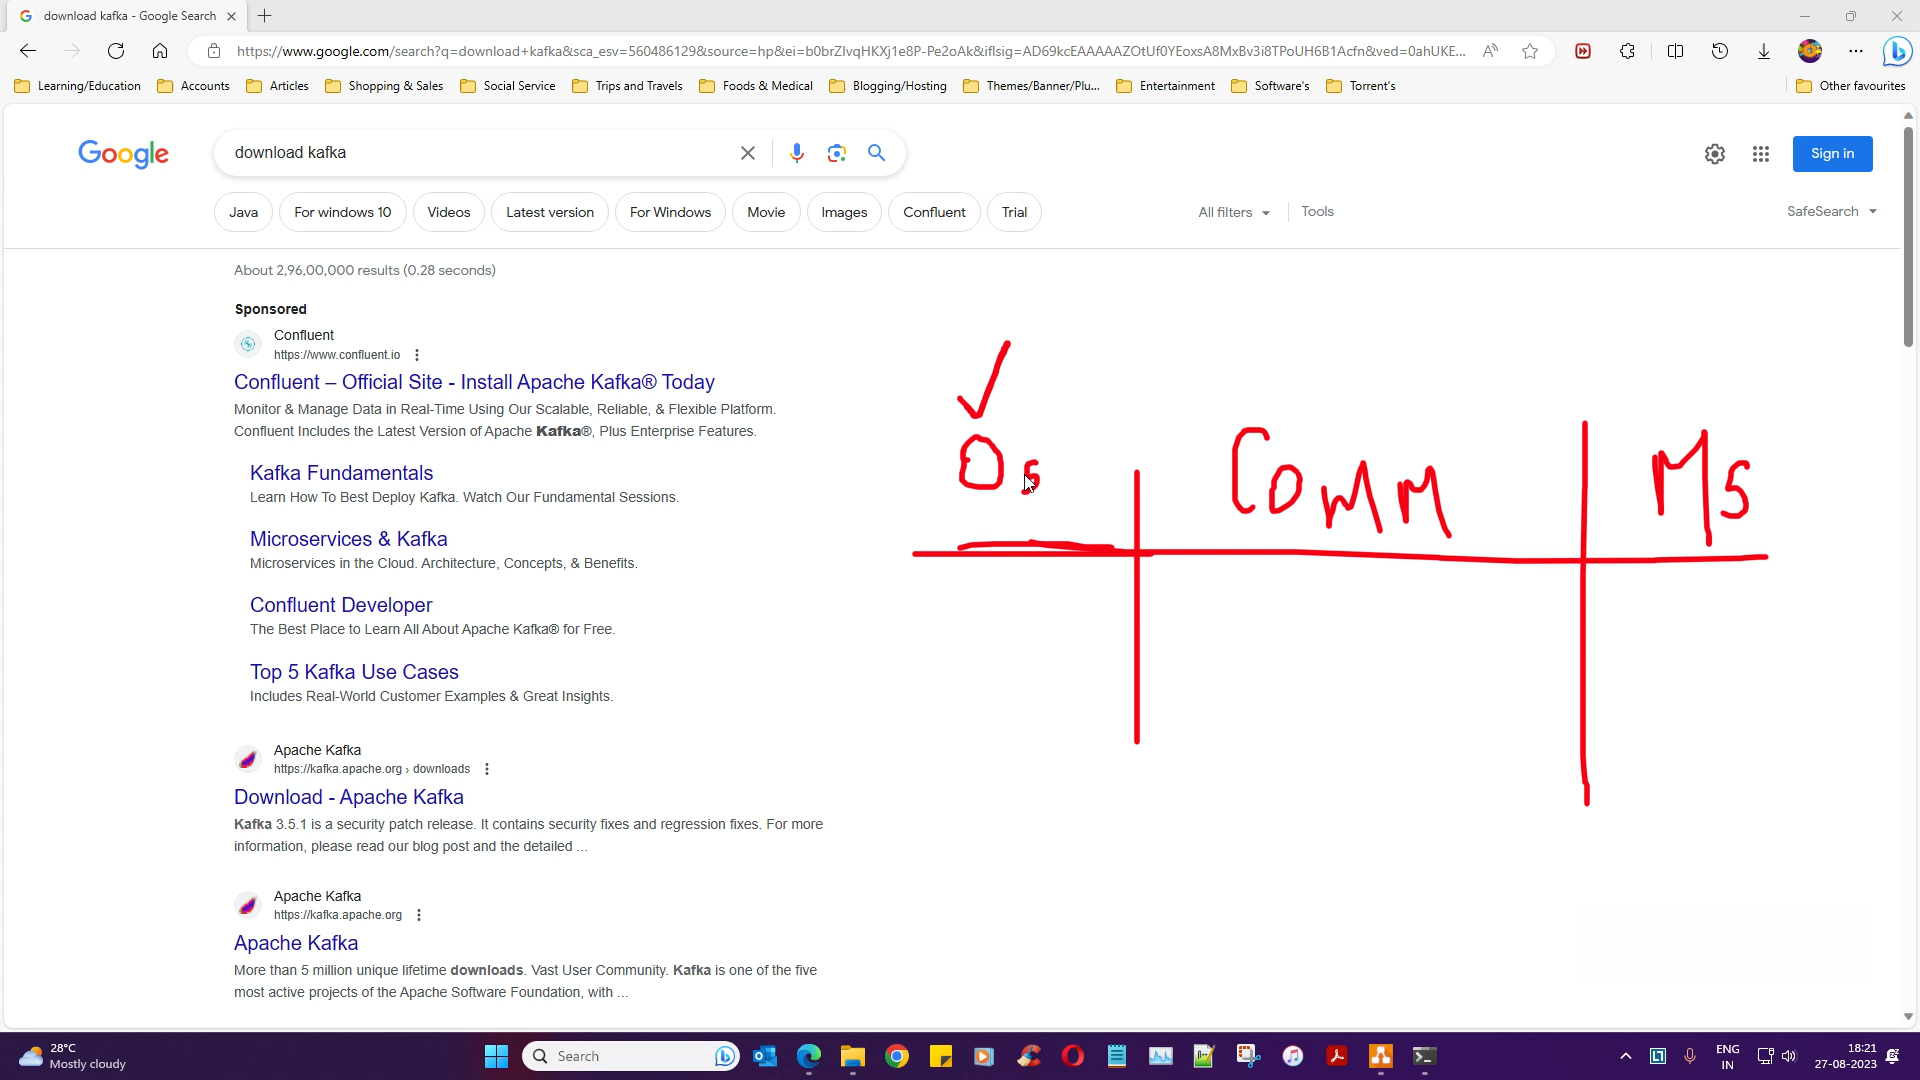 download kafka - Google Search
https://www.google.com/search?q=download+kafka&sca_esv=560486129&source=hp&ei=b0brZIvqHKXj1e8P-Pe2oAk&iflsig=AD69kcEAAAAAZOtUf0YEoxsA8MxBv3i8TPoUH6B1Acfn&ved=0ahUKE...
Learning/Education Accounts Articles Shopping & Sales Social Service Trips and Travels Foods & Medical Blogging/Hosting Themes/Banner/Plu... Entertainment Software's Torrent's Other favourites
Google download kafka Sign in
Java For windows 10 Videos Latest version For Windows Movie Images Confluent Trial All filters Tools SafeSearch
About 2,96,00,000 results (0.28 seconds)
Sponsored
Confluent
https://www.confluent.io
Confluent – Official Site - Install Apache Kafka® Today
Monitor & Manage Data in Real-Time Using Our Scalable, Reliable, & Flexible Platform.
Confluent Includes the Latest Version of Apache Kafka®, Plus Enterprise Features.
Kafka Fundamentals
Learn How To Best Deploy Kafka. Watch Our Fundamental Sessions.
Microservices & Kafka
Microservices in the Cloud. Architecture, Concepts, & Benefits.
Confluent Developer
The Best Place to Learn All About Apache Kafka® for Free.
Top 5 Kafka Use Cases
Includes Real-World Customer Examples & Great Insights.
Apache Kafka
https://kafka.apache.org › downloads
Download - Apache Kafka
Kafka 3.5.1 is a security patch release. It contains security fixes and regression fixes. For more
information, please read our blog post and the detailed ...
Apache Kafka
https://kafka.apache.org
Apache Kafka
More than 5 million unique lifetime downloads. Vast User Community. Kafka is one of the five
most active projects of the Apache Software Foundation, with ...
Os Comm Ms
28°C
Mostly cloudy
Search
ENG
IN
18:21
27-08-2023